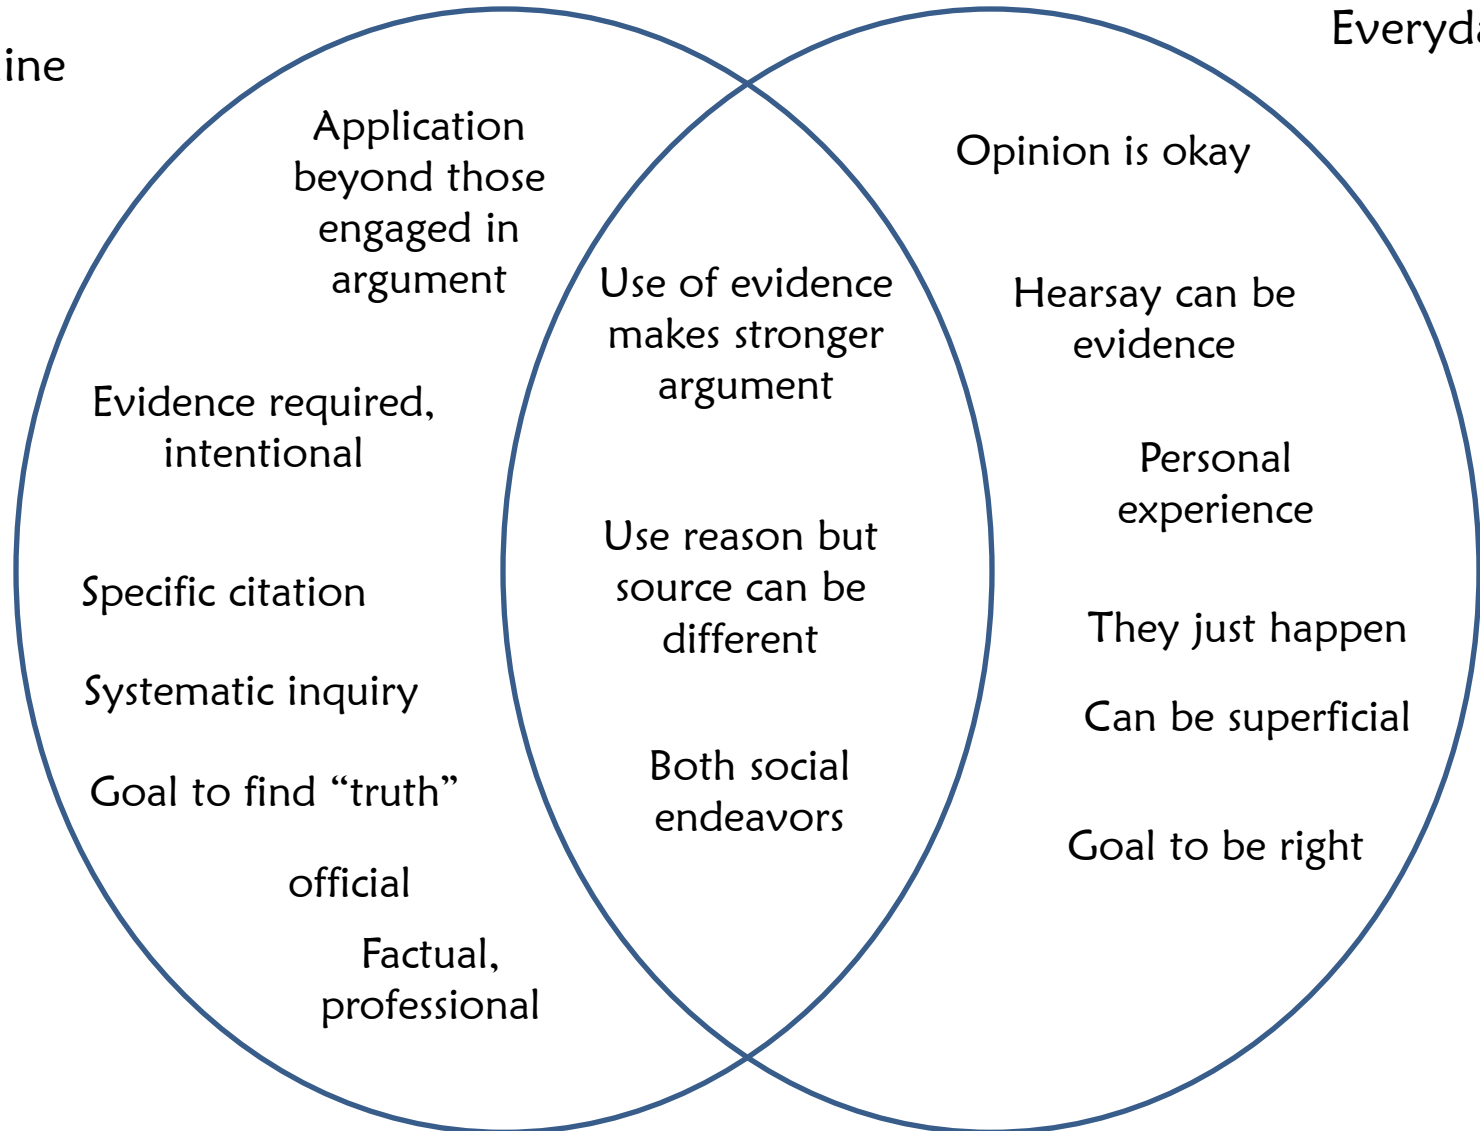 ine
Application
beyond those
engaged in
argument
Evidence required,
intentional
Specific citation
Systematic inquiry
Goal to find “truth”
official
Factual,
professional
Use of evidence
makes stronger
argument
Use reason but
source can be
different
Both social
endeavors
Everyda
Opinion is okay
Hearsay can be
evidence
Personal
experience
They just happen
Can be superficial
Goal to be right